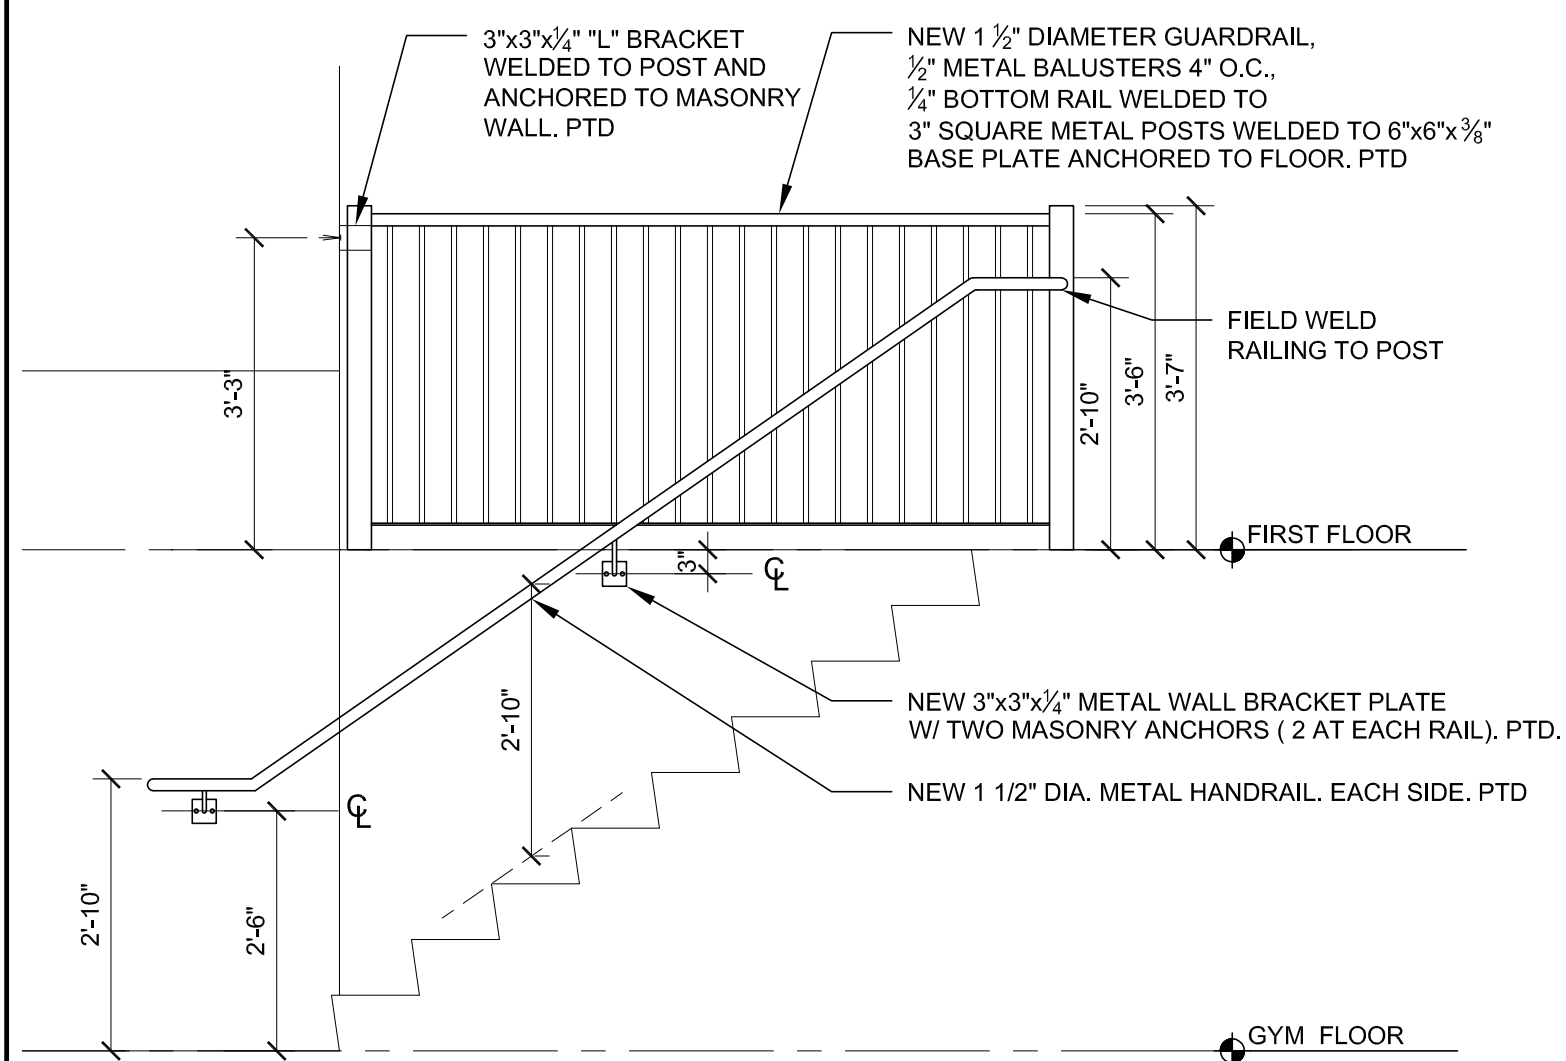 3"x3"x¼" "L" BRACKET
WELDED TO POST AND
ANCHORED TO MASONRY
WALL. PTD
NEW 1 ½" DIAMETER GUARDRAIL,
½" METAL BALUSTERS 4" O.C.,
¼" BOTTOM RAIL WELDED TO
3" SQUARE METAL POSTS WELDED TO 6"x6"x⅜"
BASE PLATE ANCHORED TO FLOOR. PTD
FIELD WELD
RAILING TO POST
3'-3"
2'-10"
3'-6"
3'-7"
FIRST FLOOR
3"
℄
2'-10"
NEW 3"x3"x¼" METAL WALL BRACKET PLATE
W/ TWO MASONRY ANCHORS ( 2 AT EACH RAIL). PTD.
NEW 1 1/2" DIA. METAL HANDRAIL. EACH SIDE. PTD
℄
2'-10"
2'-6"
GYM FLOOR